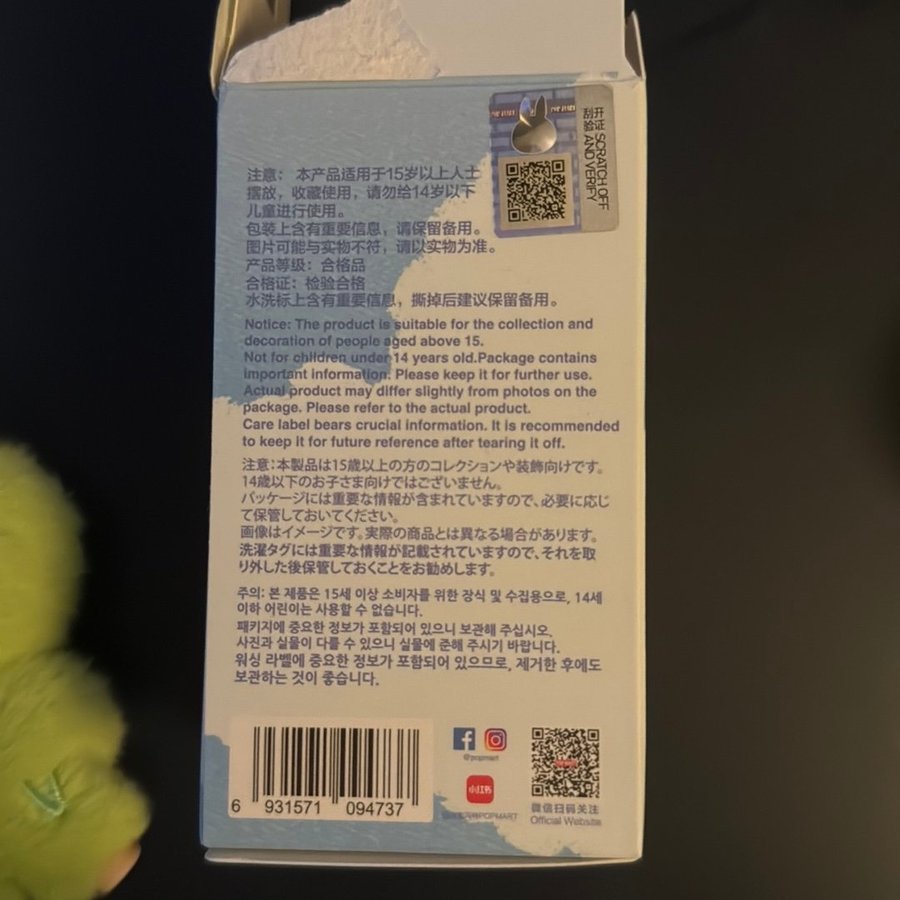 POP MART
POP MART
开证 SCRATCH OFF
刮验 AND VERIFY
注意： 本产品适用于15岁以上人士
摆放，收藏使用，请勿给14岁以下
儿童进行使用。
包装上含有重要信息，请保留备用。
图片可能与实物不符，请以实物为准。
产品等级：合格品
合格证：检验合格
水洗标上含有重要信息，撕掉后建议保留备用。
Notice: The product is suitable for the collection and
decoration of people aged above 15.
Not for children under 14 years old.Package contains
important information. Please keep it for further use.
Actual product may differ slightly from photos on the
package. Please refer to the actual product.
Care label bears crucial information. It is recommended
to keep it for future reference after tearing it off.
注意：本製品は15歳以上の方のコレクションや装飾向けです。
14歳以下のお子さま向けではございません。
パッケージには重要な情報が含まれていますので、必要に応じ
て保管しておいてください。
画像はイメージです。実際の商品とは異なる場合があります。
洗濯タグには重要な情報が記載されていますので、それを取
り外した後保管しておくことをお勧めします。
주의: 본 제품은 15세 이상 소비자를 위한 장식 및 수집용으로, 14세
이하 어린이는 사용할 수 없습니다.
패키지에 중요한 정보가 포함되어 있으니 보관해 주십시오.
사진과 실물이 다를 수 있으니 실물에 준해 주시기 바랍니다.
워싱 라벨에 중요한 정보가 포함되어 있으므로, 제거한 후에도
보관하는 것이 좋습니다.
6 931571 094737
@popmart
小红书
POPMART
微信扫码关注
Official Website